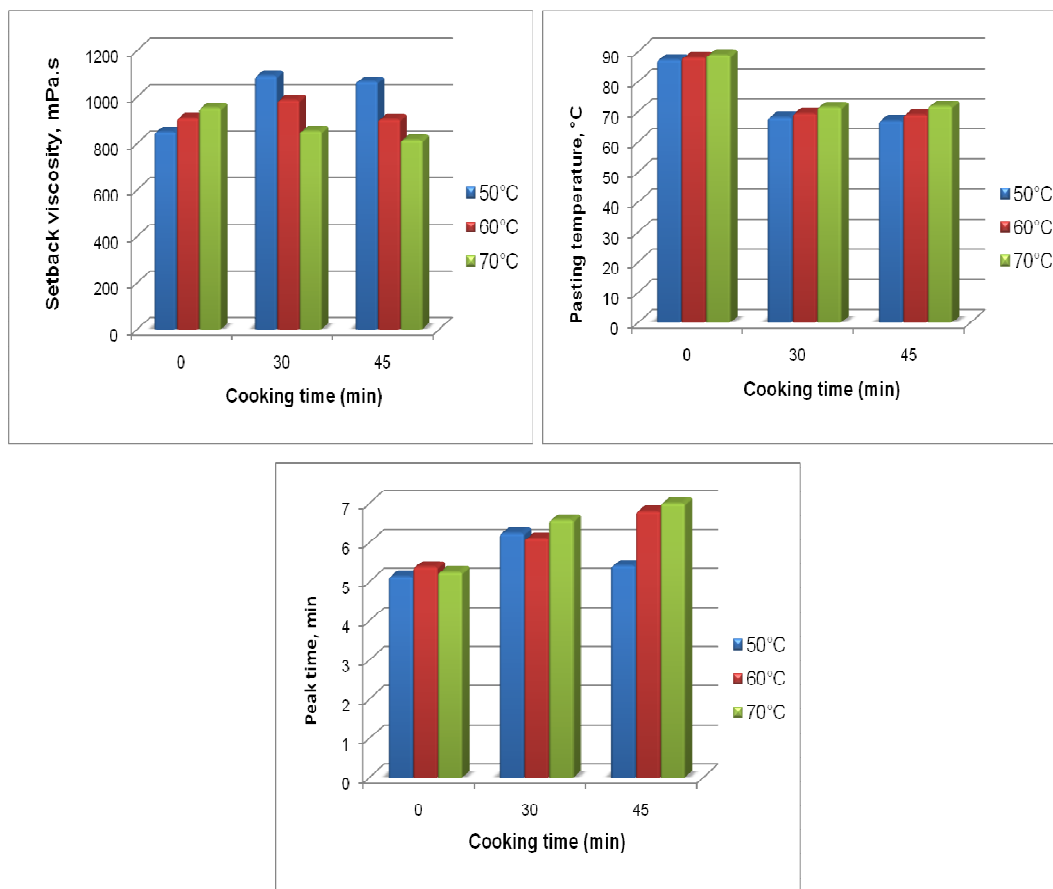 1200
1000
800
600
400
200
0
Setback viscosity, mPa.s
0 30 45
Cooking time (min)
50°C
60°C
70°C
90
80
70
60
50
40
30
20
10
0
Pasting temperature, °C
0 30 45
Cooking time (min)
50°C
60°C
70°C
7
6
5
4
3
2
1
0
Peak time, min
0 30 45
Cooking time (min)
50°C
60°C
70°C